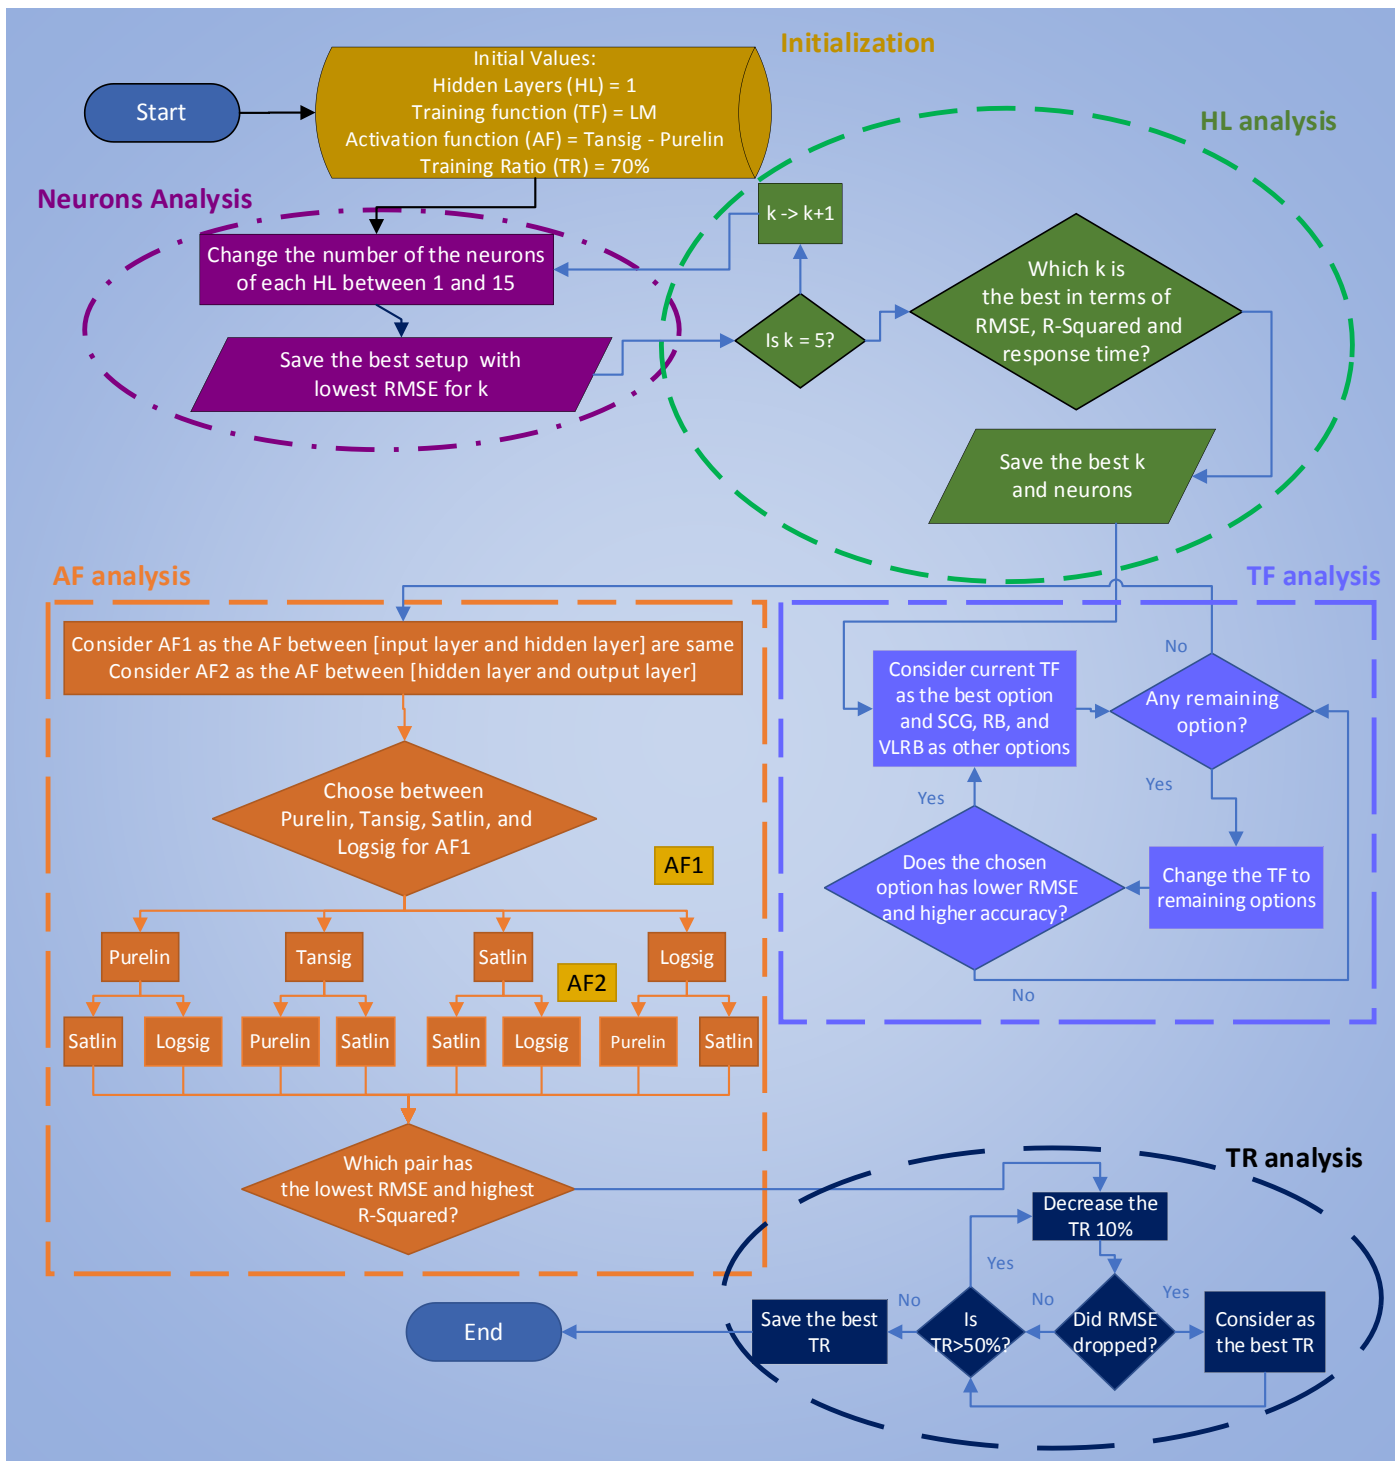 Initialization
Start
Initial Values:
Hidden Layers (HL) = 1
Training function (TF) = LM
Activation function (AF) = Tansig - Purelin
Training Ratio (TR) = 70%
HL analysis
Neurons Analysis
k -> k+1
Change the number of the neurons
of each HL between 1 and 15
Which k is
the best in terms of
RMSE, R-Squared and
response time?
Is k = 5?
Save the best setup with
lowest RMSE for k
Save the best k
and neurons
AF analysis
TF analysis
Consider AF1 as the AF between [input layer and hidden layer] are same
Consider AF2 as the AF between [hidden layer and output layer]
No
Consider current TF
as the best option
and SCG, RB, and
VLRB as other options
Any remaining
option?
Yes
Yes
Choose between
Purelin, Tansig, Satlin, and
Logsig for AF1
Does the chosen
option has lower RMSE
and higher accuracy?
Change the TF to
remaining options
No
AF1
Purelin
Tansig
Satlin
Logsig
AF2
Satlin
Logsig
Purelin
Satlin
Satlin
Logsig
Purelin
Satlin
Which pair has
the lowest RMSE and highest
R-Squared?
TR analysis
Decrease the
TR 10%
Yes
No
No
Yes
Save the best
TR
Is
TR>50%?
Did RMSE
dropped?
Consider as
the best TR
End